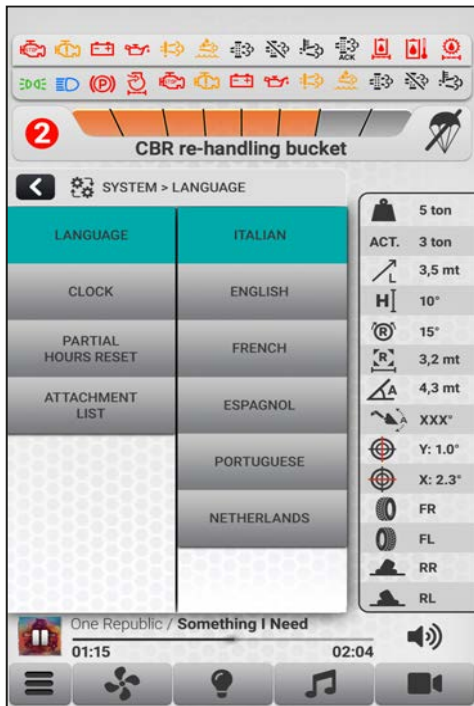 STOP
ACK
STOP
2
CBR re-handling bucket
SYSTEM > LANGUAGE
LANGUAGE
ITALIAN
CLOCK
ENGLISH
PARTIAL
HOURS RESET
FRENCH
ATTACHMENT
LIST
ESPAGNOL
PORTUGUESE
NETHERLANDS
5 ton
ACT. 3 ton
L 3,5 mt
H 10°
R 15°
R 3,2 mt
A 4,3 mt
A XXX°
Y: 1.0°
X: 2.3°
FR
FL
RR
RL
One Republic / Something I Need
01:15 02:04